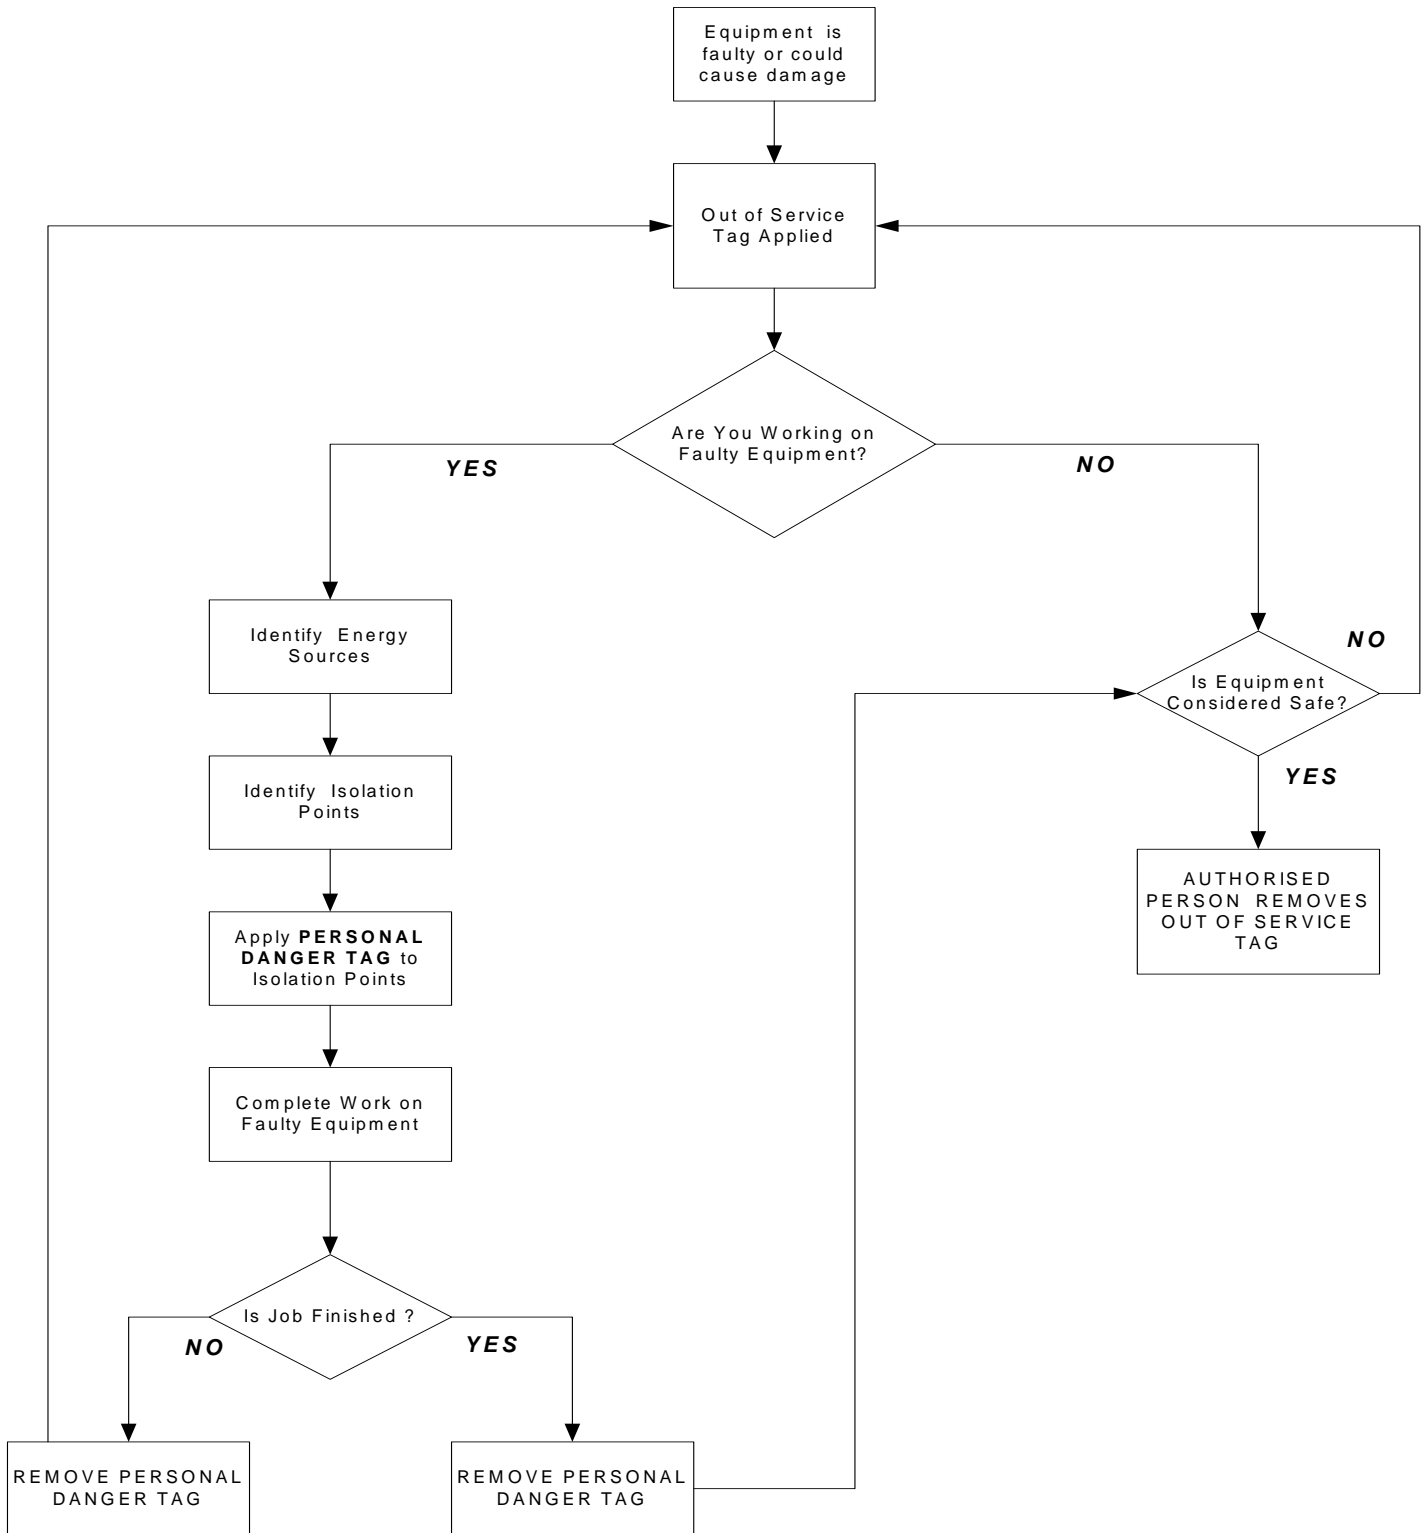 Equipment is
faulty or could
cause damage
Out of Service
Tag Applied
Are You Working on
Faulty Equipment?
YES
NO
Identify Energy
Sources
NO
Is Equipment
Considered Safe?
YES
Identify Isolation
Points
AUTHORISED
PERSON REMOVES
OUT OF SERVICE
TAG
Apply PERSONAL
DANGER TAG to
Isolation Points
Complete Work on
Faulty Equipment
Is Job Finished ?
NO
YES
REMOVE PERSONAL
DANGER TAG
REMOVE PERSONAL
DANGER TAG